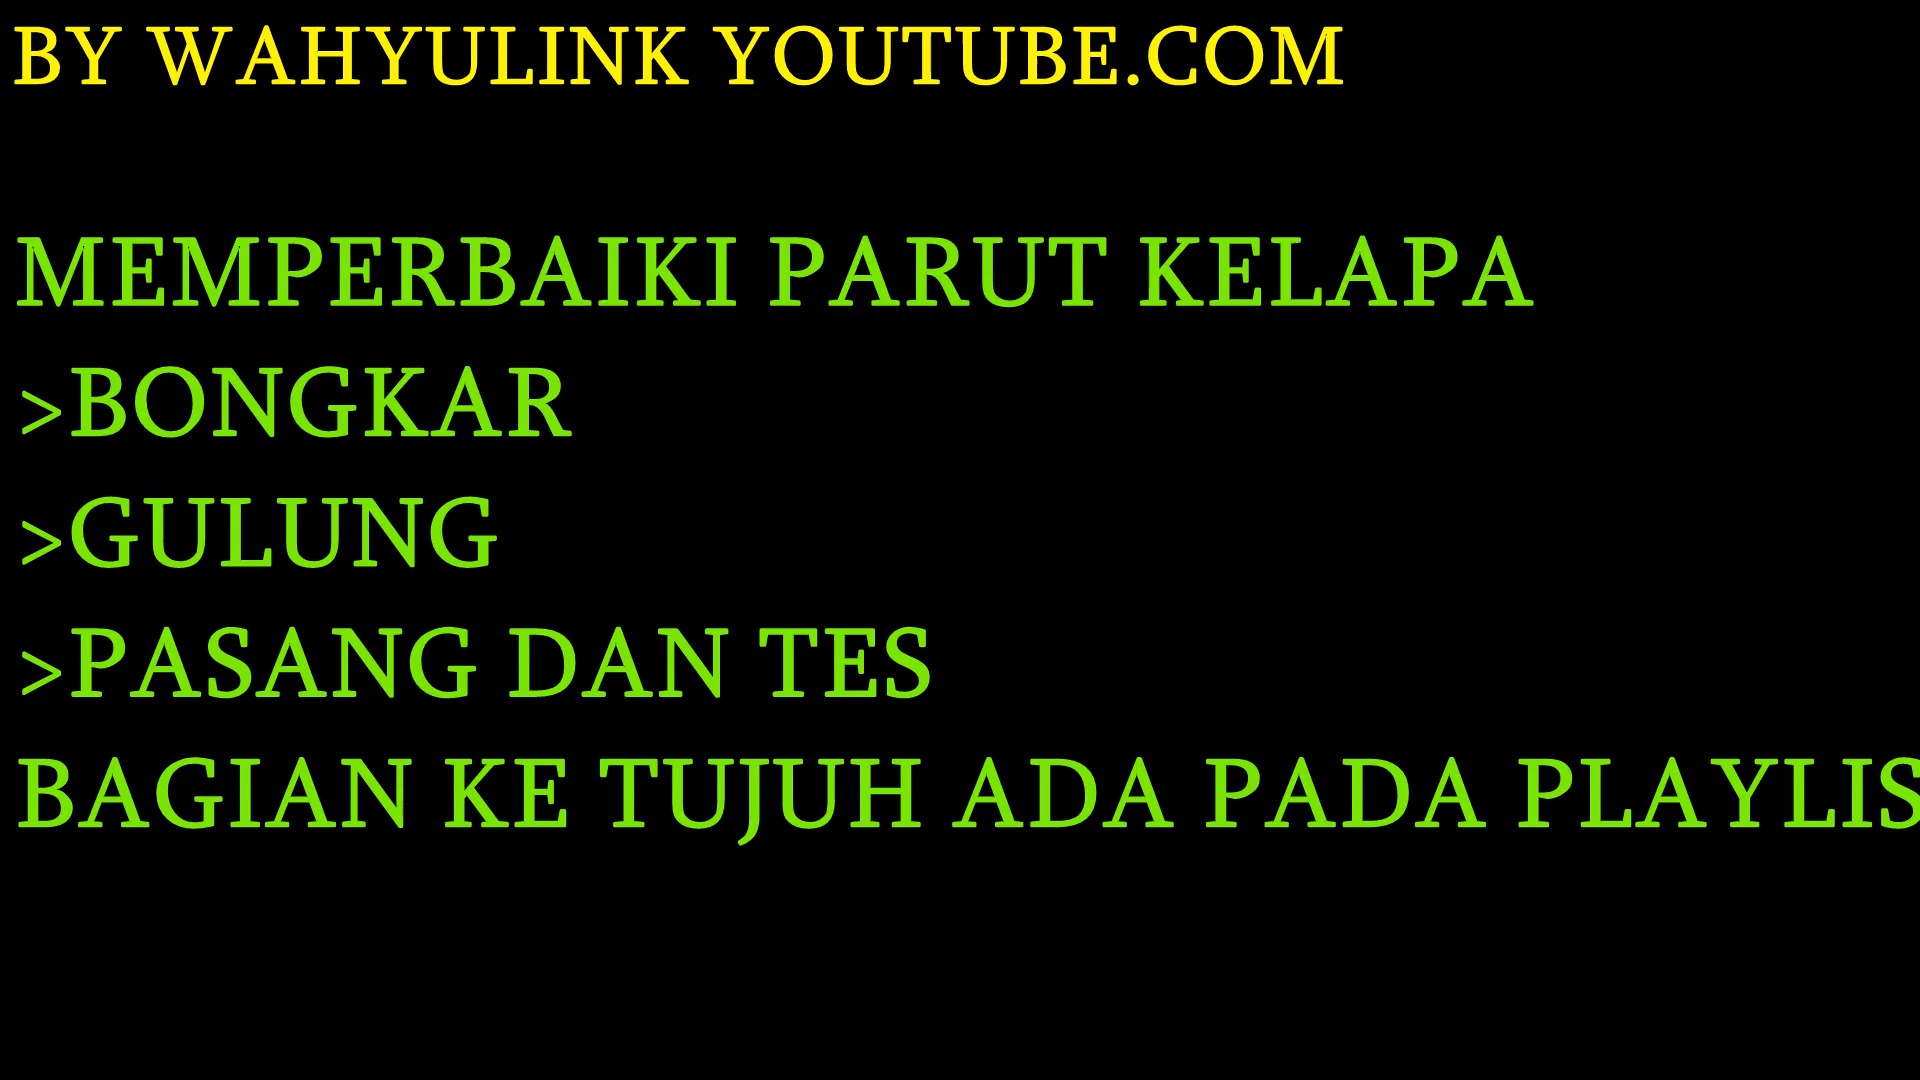 BY WAHYULINK YOUTUBE.COM
MEMPERBAIKI PARUT KELAPA
>BONGKAR
>GULUNG
>PASANG DAN TES
BAGIAN KE TUJUH ADA PADA PLAYLIS